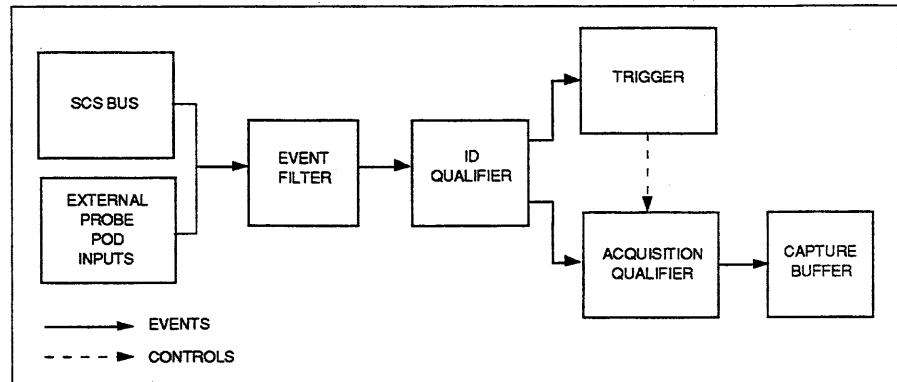 SCS BUS
EXTERNAL
PROBE
POD
INPUTS
EVENT
FILTER
ID
QUALIFIER
TRIGGER
ACQUISITION
QUALIFIER
CAPTURE
BUFFER
EVENTS
CONTROLS